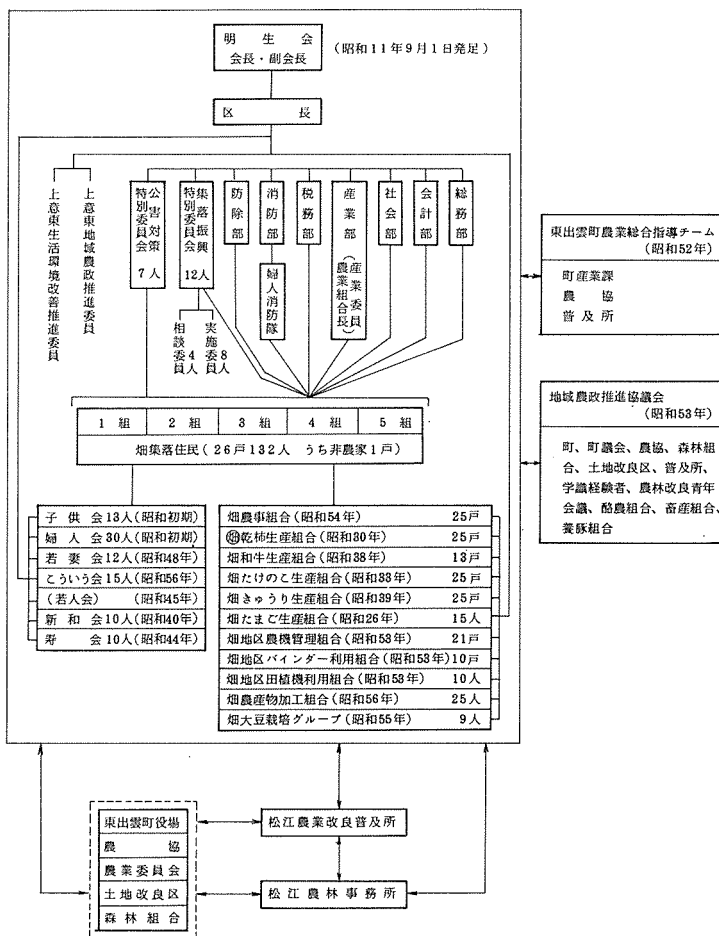 明生会
会長・副会長
（昭和11年9月1日発足）
区長
上意東生活環境改善推進委員
上意東地域農政推進委員
公害対策
特別委員会
7人
集落振興
特別委員会
12人
相談委員4人
実施委員8人
防除部
消防部
婦人消防隊
税務部
産業部
（産業委員
農業組合長）
社会部
会計部
総務部
東出雲町農業総合指導チーム
（昭和52年）
町産業課
農協
普及所
地域農政推進協議会
（昭和53年）
町、町議会、農協、森林組
合、土地改良区、普及所、
学識経験者、農林改良青年
会議、酪農組合、畜産組合、
養豚組合
1組 2組 3組 4組 5組
畑集落住民（26戸132人 うち非農家1戸）
子供会13人（昭和初期）
婦人会30人（昭和初期）
若妻会12人（昭和48年）
こういう会15人（昭和56年）
（若人会）（昭和45年）
新和会10人（昭和40年）
寿会10人（昭和44年）
畑農事組合（昭和54年） 25戸
㊙乾柿生産組合（昭和30年） 25戸
畑和牛生産組合（昭和38年） 13戸
畑たけのこ生産組合（昭和33年） 25戸
畑きゅうり生産組合（昭和39年） 25戸
畑たまご生産組合（昭和26年） 15人
畑地区農機管理組合（昭和53年） 21戸
畑地区バインダー利用組合（昭和53年）10戸
畑地区田植機利用組合（昭和53年） 10人
畑農産物加工組合（昭和56年） 25人
畑大豆栽培グループ（昭和55年） 9人
東出雲町役場
農協
農業委員会
土地改良区
森林組合
松江農業改良普及所
松江農林事務所